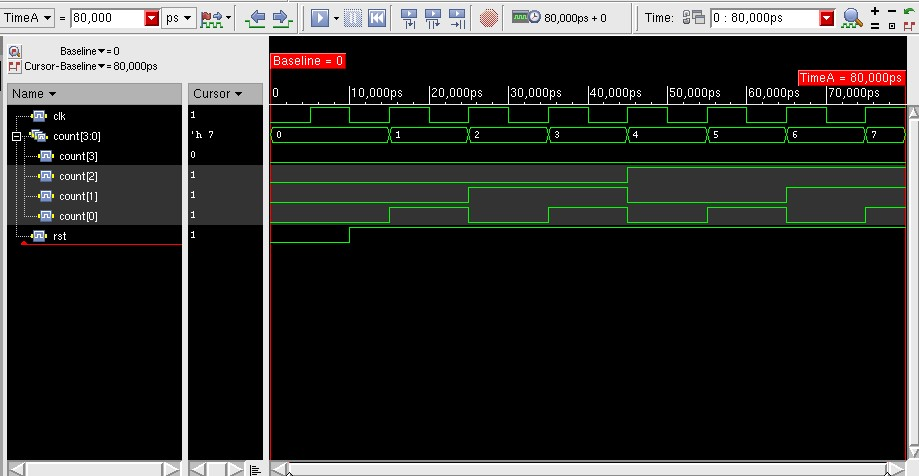 TimeA = 80,000 ps 80,000ps + 0 Time: 0 : 80,000ps
Baseline = 0
Cursor-Baseline = 80,000ps
Baseline = 0
TimeA = 80,000ps
Name Cursor
0 10,000ps 20,000ps 30,000ps 40,000ps 50,000ps 60,000ps 70,000ps
clk 1
count[3:0] 'h 7 0 1 2 3 4 5 6 7
count[3] 0
count[2] 1
count[1] 1
count[0] 1
rst 1